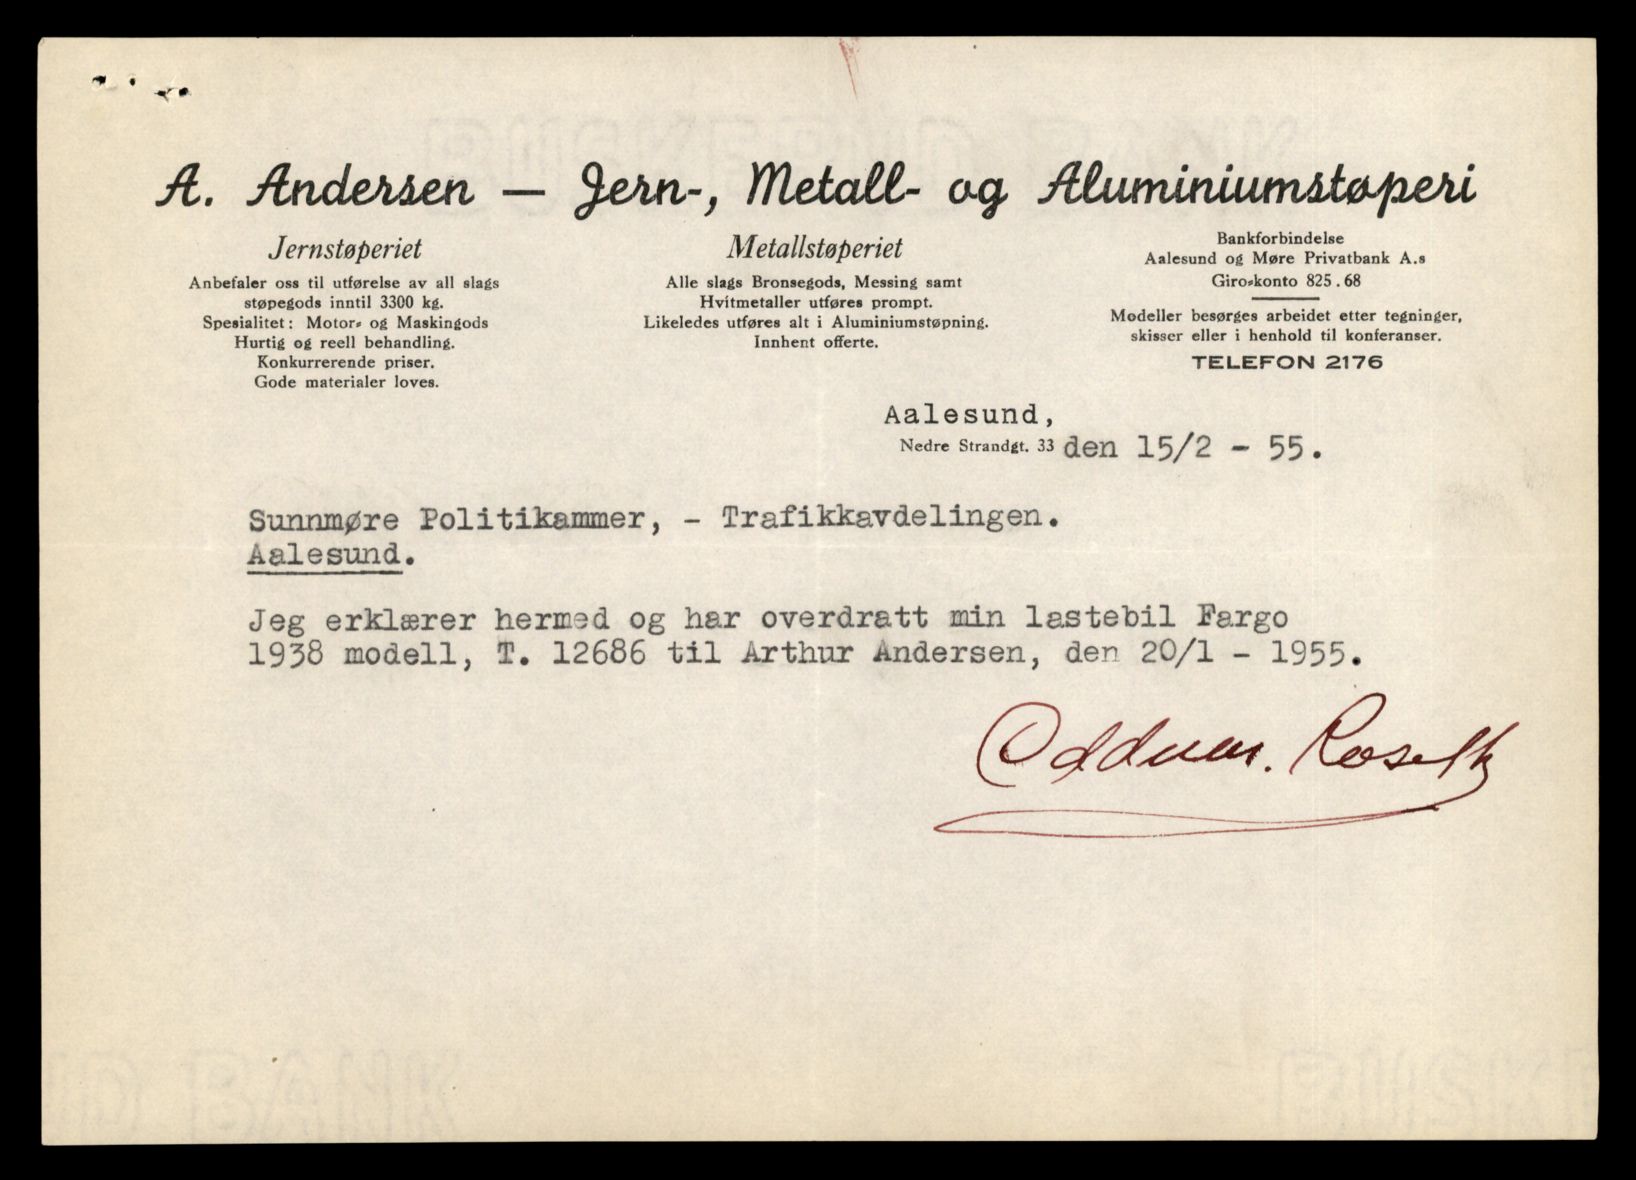 A. Andersen — Jern-, Metall- og Aluminiumstøperi
Jernstøperiet
Anbefaler oss til utførelse av all slags
støpegods inntil 3300 kg.
Spesialitet: Motor- og Maskingods
Hurtig og reell behandling.
Konkurrerende priser.
Gode materialer loves.
Metallstøperiet
Alle slags Bronsegods, Messing samt
Hvitmetaller utføres prompt.
Likeledes utføres alt i Aluminiumstøpning.
Innhent offerte.
Bankforbindelse
Aalesund og Møre Privatbank A.s
Giro-konto 825.68
Modeller besørges arbeidet etter tegninger,
skisser eller i henhold til konferanser.
TELEFON 2176
Aalesund,
Nedre Strandgt. 33 den 15/2 - 55.
Sunnmøre Politikammer, - Trafikkavdelingen.
Aalesund.
Jeg erklærer hermed og har overdratt min lastebil Fargo
1938 modell, T. 12686 til Arthur Andersen, den 20/1 - 1955.
Oddvar.